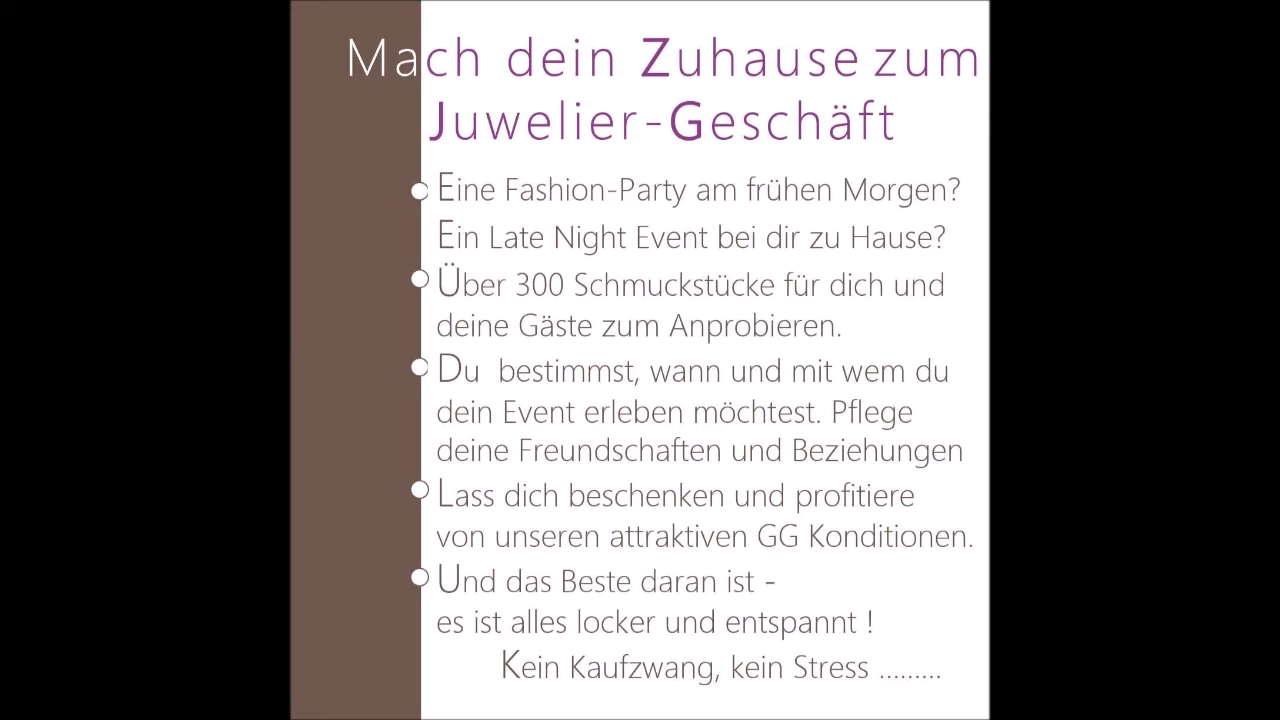 Mach dein Zuhause zum
Juwelier-Geschäft
Eine Fashion-Party am frühen Morgen?
Ein Late Night Event bei dir zu Hause?
Über 300 Schmuckstücke für dich und
deine Gäste zum Anprobieren.
Du bestimmst, wann und mit wem du
dein Event erleben möchtest. Pflege
deine Freundschaften und Beziehungen
Lass dich beschenken und profitiere
von unseren attraktiven GG Konditionen.
Und das Beste daran ist -
es ist alles locker und entspannt !
Kein Kaufzwang, kein Stress .........